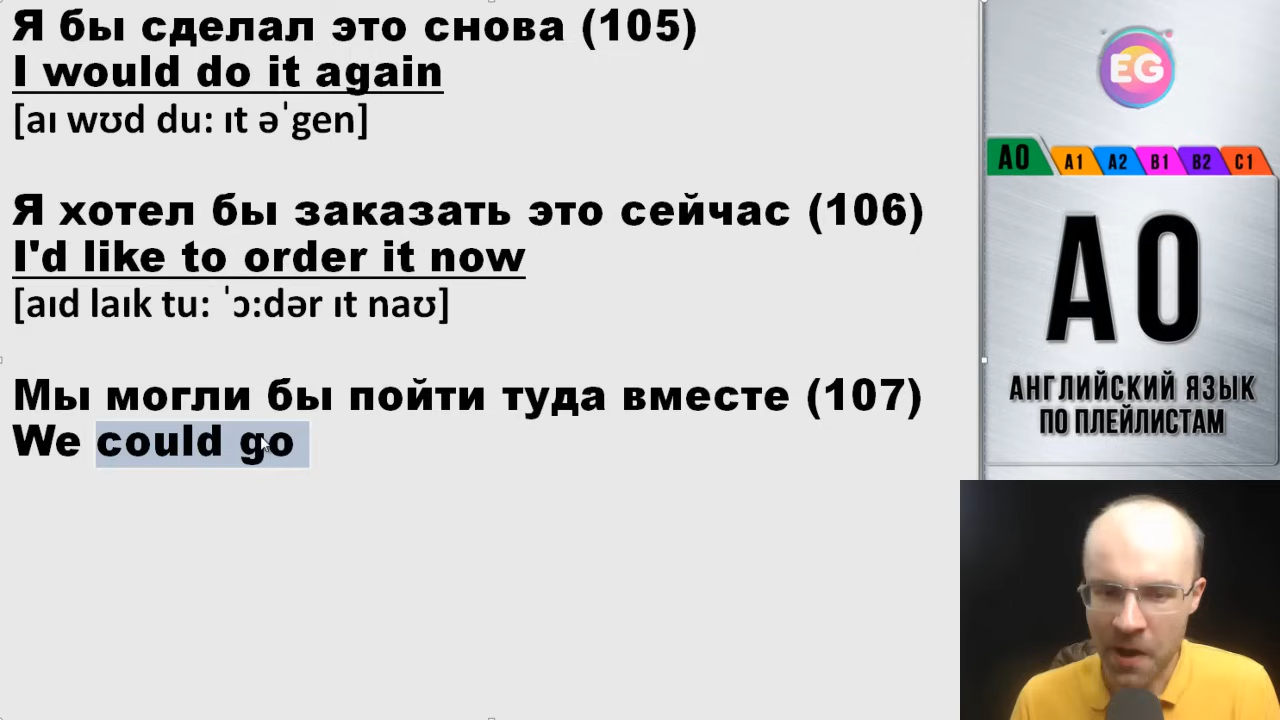 Я бы сделал это снова (105)
I would do it again
[aɪ wʊd du: ɪt əˈgen]
Я хотел бы заказать это сейчас (106)
I'd like to order it now
[aɪd laɪk tu: ˈɔ:dər ɪt naʊ]
Мы могли бы пойти туда вместе (107)
We could go
EG
A0 A1 A2 B1 B2 C1
A0
АНГЛИЙСКИЙ ЯЗЫК
ПО ПЛЕЙЛИСТАМ